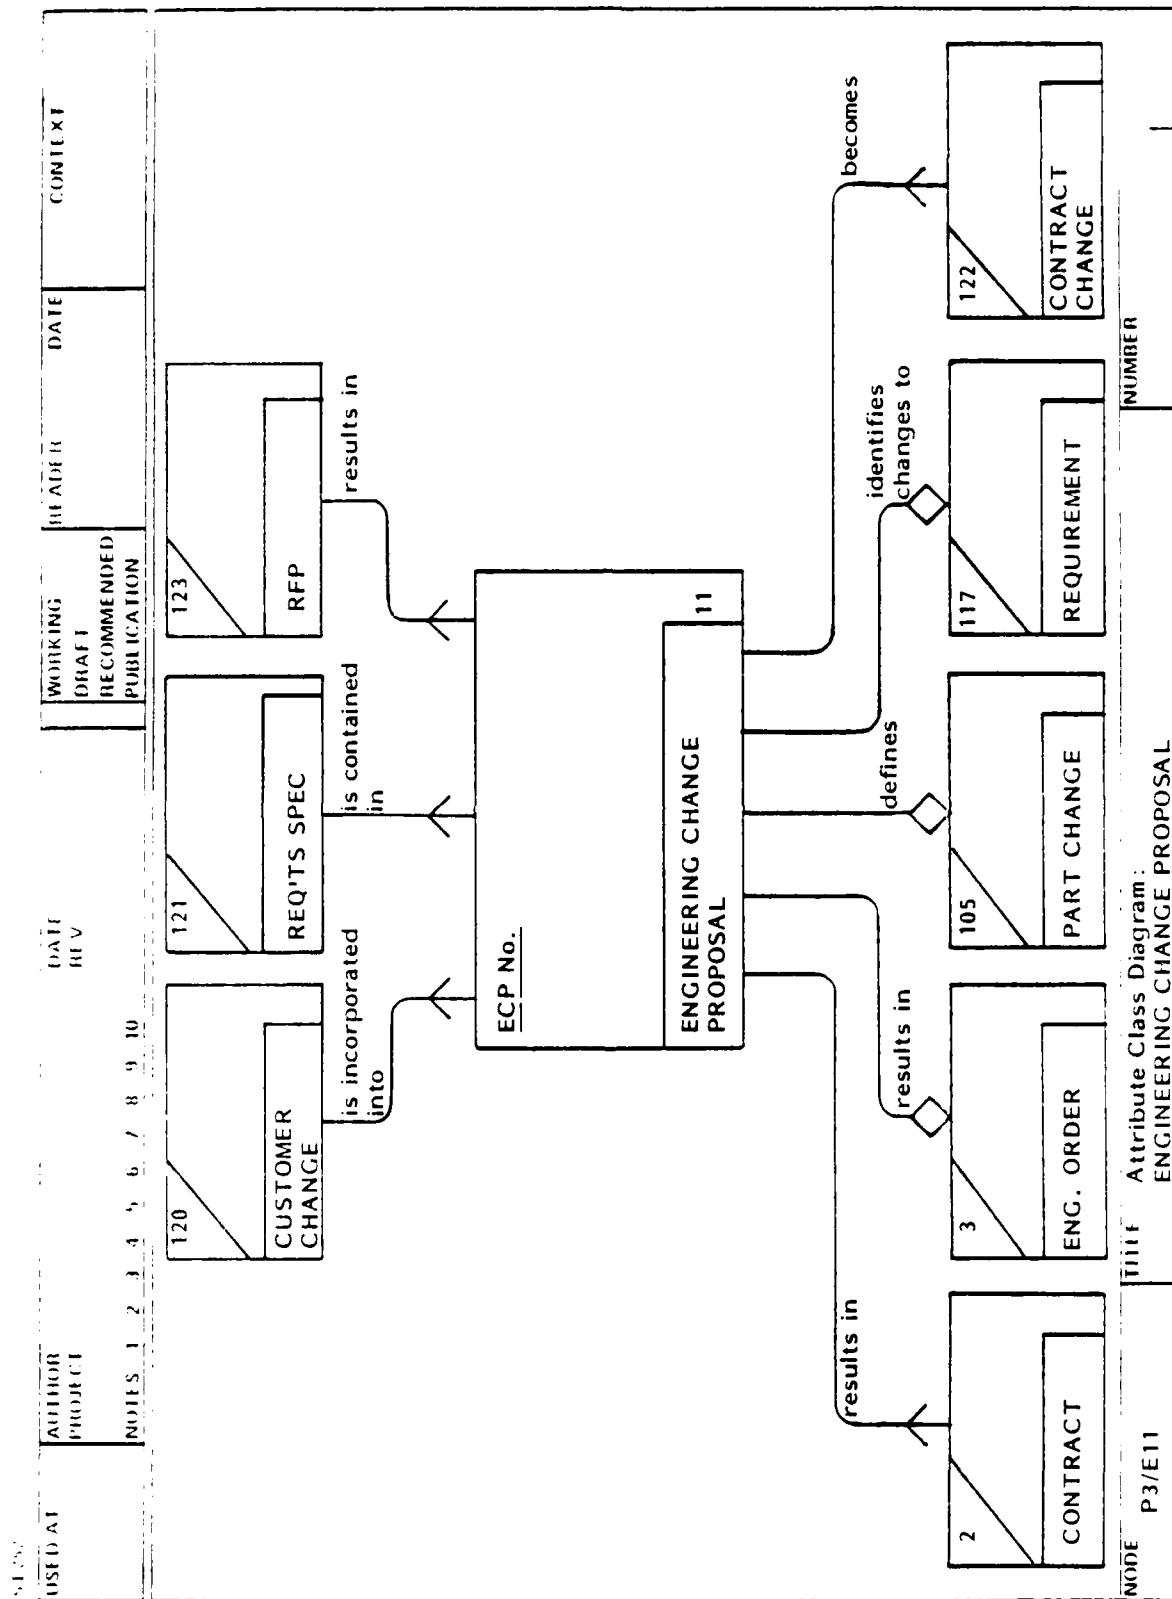 USED AT
AUTHOR
PROJECT
NOTES 1 2 3 4 5 6 7 8 9 10
DATE
REV
WORKING
DRAFT
RECOMMENDED
PUBLICATION
READER
DATE
CONTEXT
120
CUSTOMER
CHANGE
121
REQ'TS SPEC
123
RFP
is incorporated
into
is contained
in
results in
ECP No.
ENGINEERING CHANGE
PROPOSAL
11
results in
results in
defines
identifies
changes to
becomes
2
CONTRACT
3
ENG. ORDER
105
PART CHANGE
117
REQUIREMENT
122
CONTRACT
CHANGE
NODE
P3/E11
TITLE
Attribute Class Diagram:
ENGINEERING CHANGE PROPOSAL
NUMBER